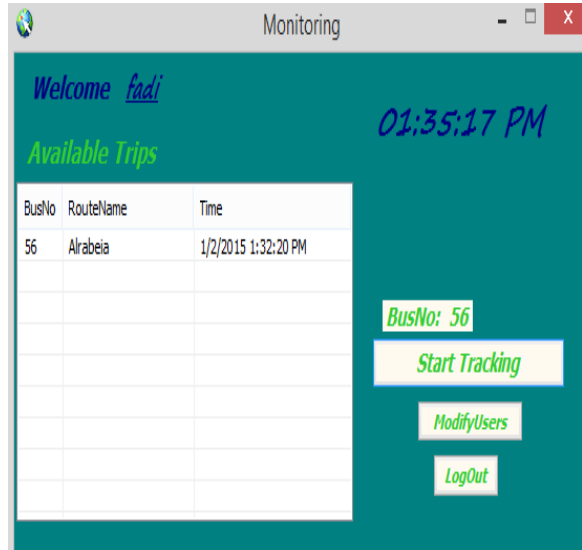 Monitoring
X
Welcome fadi
01:35:17 PM
Available Trips
BusNo RouteName Time
56 Alrabeia 1/2/2015 1:32:20 PM
BusNo: 56
Start Tracking
ModifyUsers
LogOut